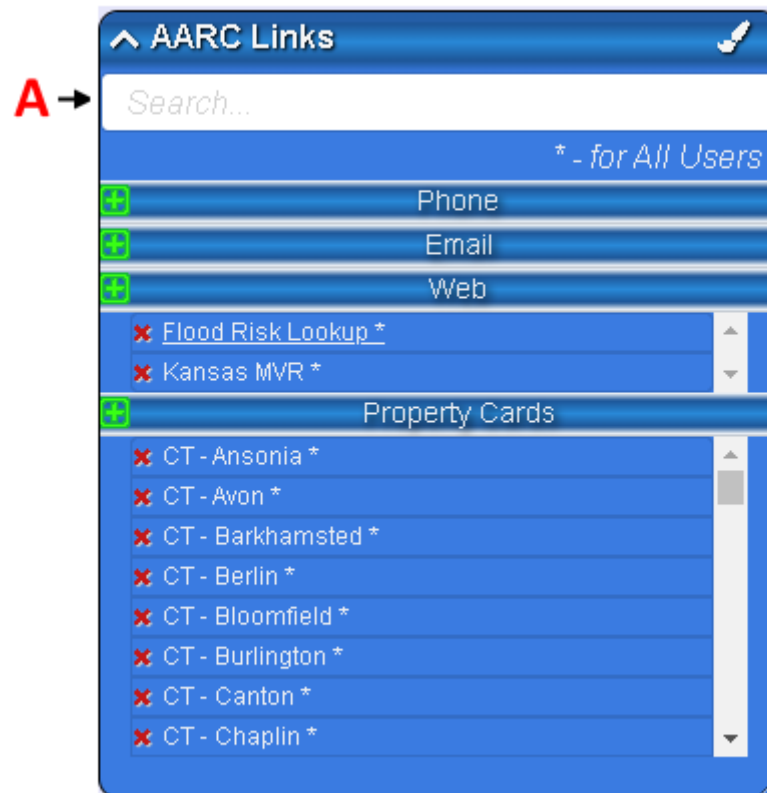 AARC Links
A
Search...
* - for All Users
Phone
Email
Web
Flood Risk Lookup *
Kansas MVR *
Property Cards
CT - Ansonia *
CT - Avon *
CT - Barkhamsted *
CT - Berlin *
CT - Bloomfield *
CT - Burlington *
CT - Canton *
CT - Chaplin *